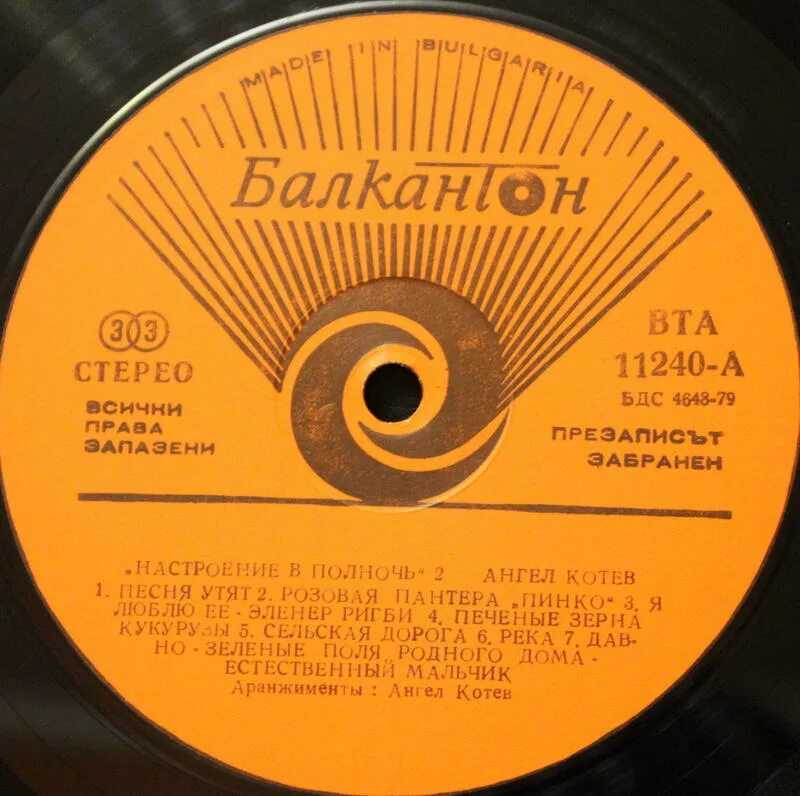 MADE IN BULGARIA
Балкантон
33
СТЕРЕО
ВСИЧКИ
ПРАВА
ЗАПАЗЕНИ
ВТА
11240-А
БДС 4648-79
ПРЕЗАПИСЪТ
ЗАБРАНЕН
„НАСТРОЕНИЕ В ПОЛНОЧЬ" 2 АНГЕЛ КОТЕВ
1. ПЕСНЯ УТЯТ 2. РОЗОВАЯ ПАНТЕРА „ПИНКО" 3. Я
ЛЮБЛЮ ЕЕ - ЭЛЕНЕР РИГБИ 4. ПЕЧЕНЫЕ ЗЕРНА
КУКУРУЗЫ 5. СЕЛЬСКАЯ ДОРОГА 6. РЕКА 7. ДАВ-
НО - ЗЕЛЕНЫЕ ПОЛЯ РОДНОГО ДОМА -
ЕСТЕСТВЕННЫЙ МАЛЬЧИК
Аранжименты : Ангел Котев